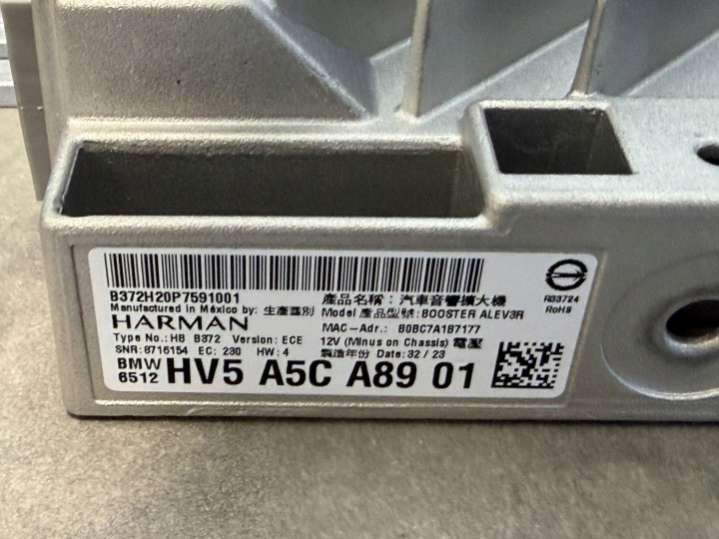 B372H20P7591001
Manufactured in México by: 生產國別
HARMAN
Type No.: HB B372 Version: ECE
SNR: 8716154 EC: 230 HW: 4
產品名稱: 汽車音響擴大機
Model 產品型號: BOOSTER ALEV3R
MAC-Adr.: B0BC7A1B7177
12V (Minus on Chassis) 電壓
製造年份 Date: 32 / 23
R33724
RoHS
BMW
6512 HV5 A5C A89 01